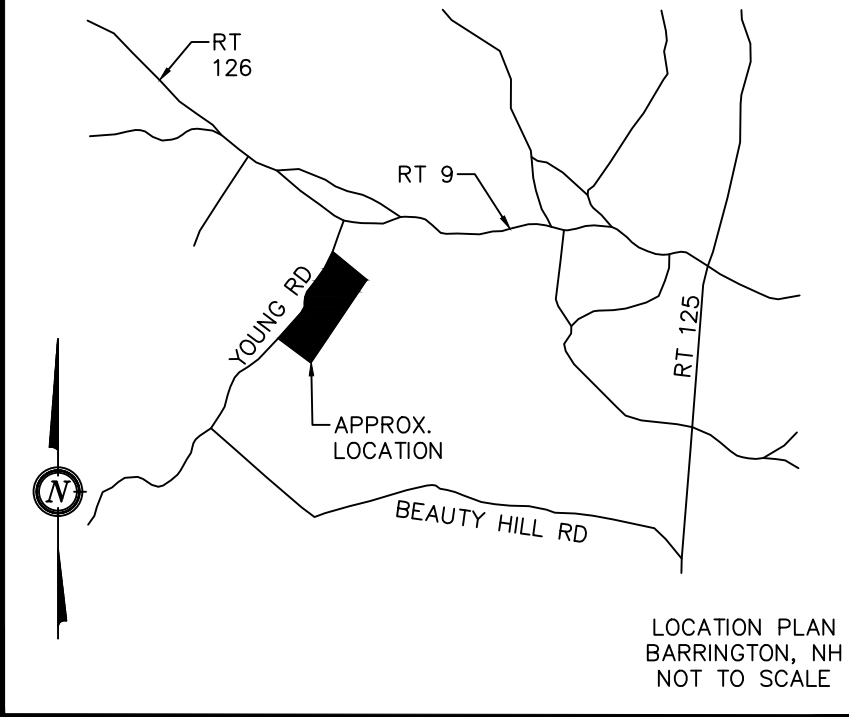 RT
126
RT 9
YOUNG RD
RT 125
APPROX.
LOCATION
N
BEAUTY HILL RD
LOCATION PLAN
BARRINGTON, NH
NOT TO SCALE